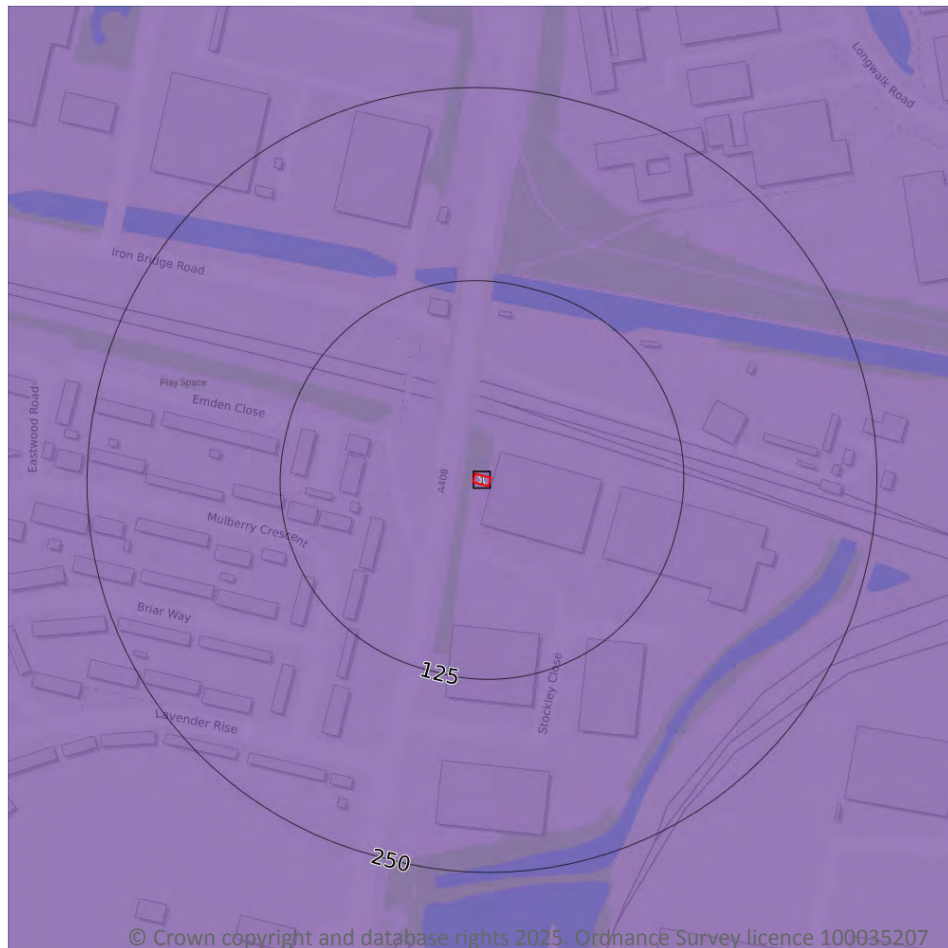 Longwalk Road
Iron Bridge Road
Play Space
Emden Close
Eastwood Road
A408
Mulberry Crescent
Briar Way
125
Stockley Close
Lavender Rise
250
© Crown copyright and database rights 2025. Ordnance Survey licence 100035207